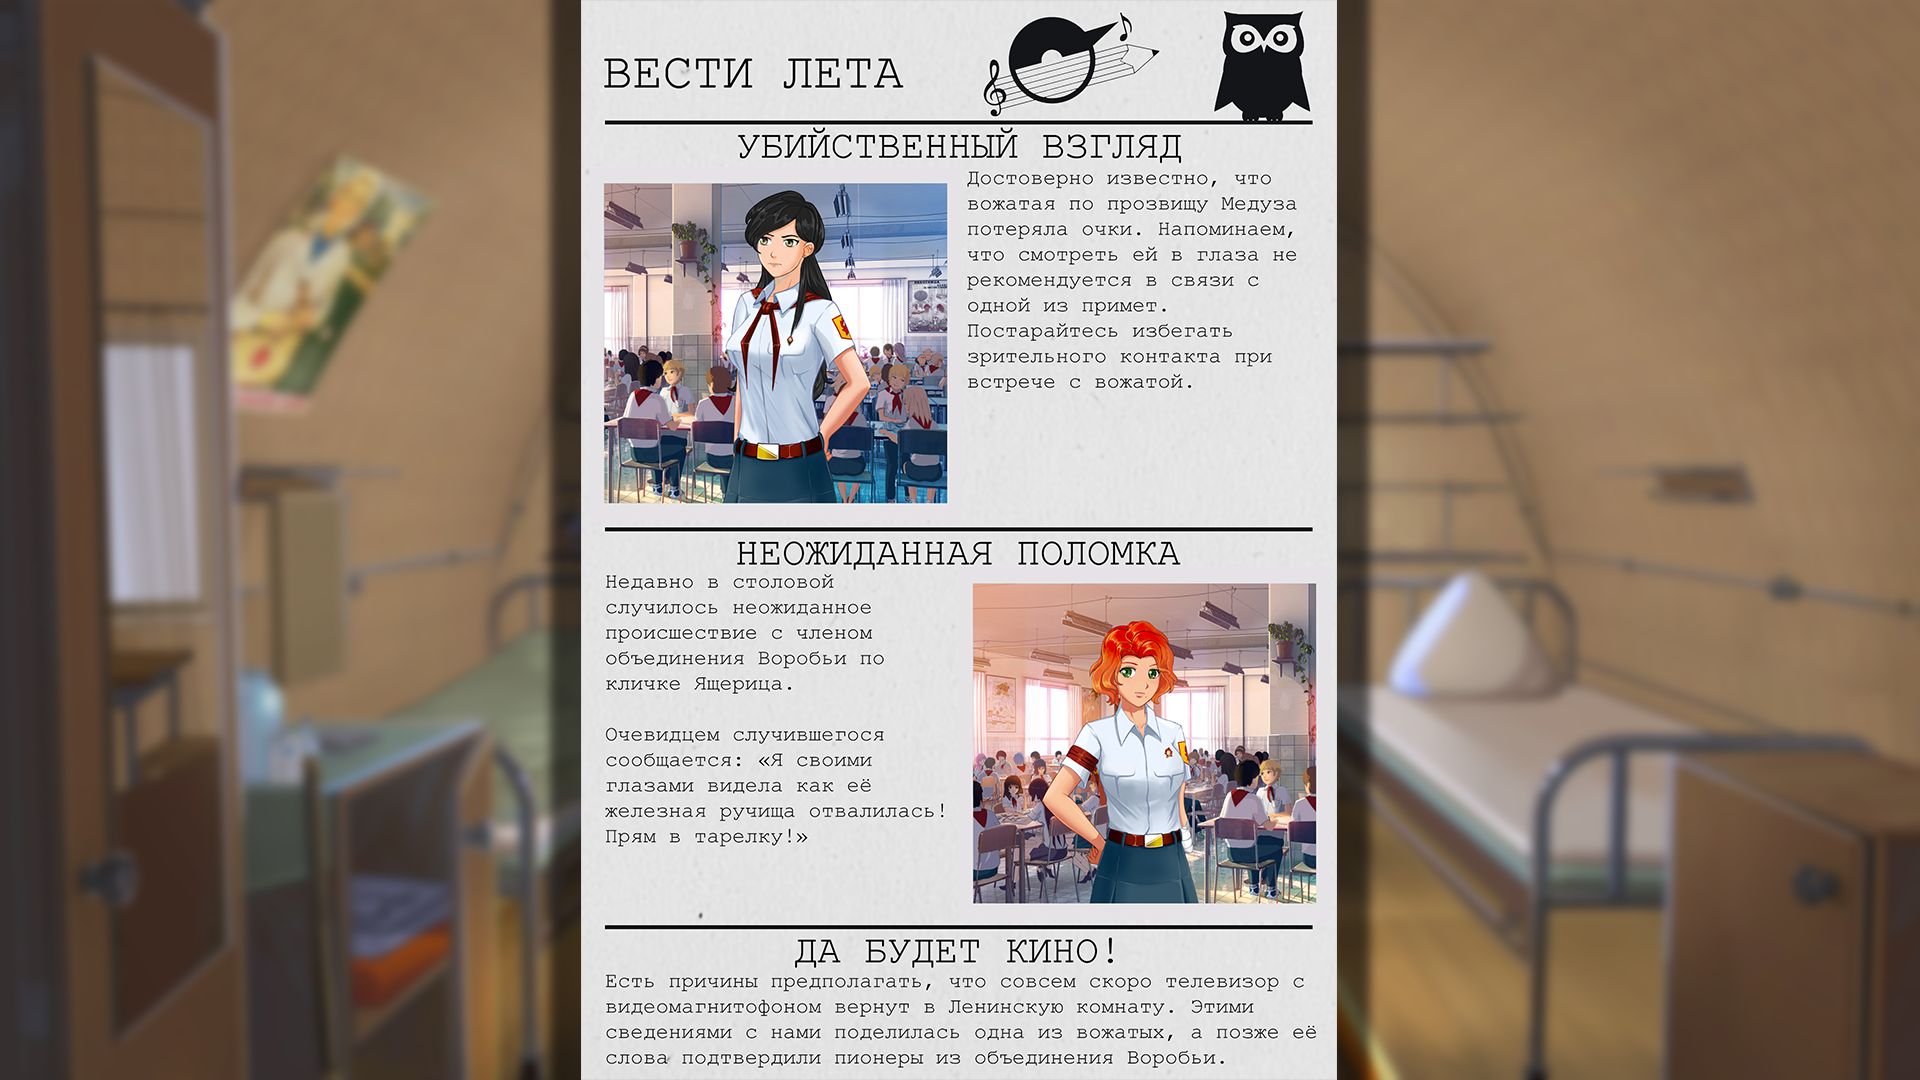 ВЕСТИ ЛЕТА
УБИЙСТВЕННЫЙ ВЗГЛЯД
Достоверно известно, что
вожатая по прозвищу Медуза
потеряла очки. Напоминаем,
что смотреть ей в глаза не
рекомендуется в связи с
одной из примет.
Постарайтесь избегать
зрительного контакта при
встрече с вожатой.
НЕОЖИДАННАЯ ПОЛОМКА
Недавно в столовой
случилось неожиданное
происшествие с членом
объединения Воробьи по
кличке Ящерица.
Очевидцем случившегося
сообщается: «Я своими
глазами видела как её
железная ручища отвалилась!
Прям в тарелку!»
ДА БУДЕТ КИНО!
Есть причины предполагать, что совсем скоро телевизор с
видеомагнитофоном вернут в Ленинскую комнату. Этими
сведениями с нами поделилась одна из вожатых, а позже её
слова подтвердили пионеры из объединения Воробьи.